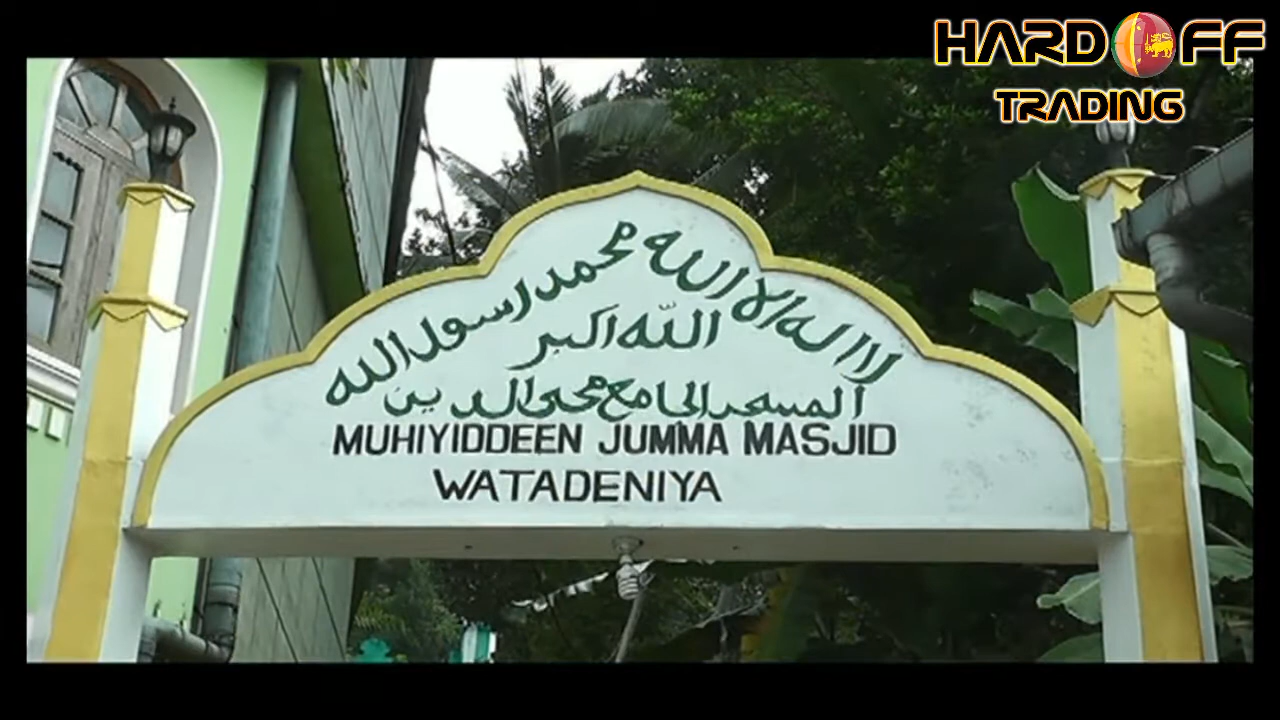 HARD OFF
TRADING
لا اله الا الله محمد رسول الله
الله اكبر
المسجد الجامع محى الدين
MUHIYIDDEEN JUMMA MASJID
WATADENIYA